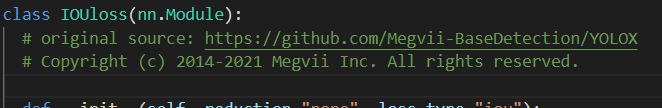 class IOUloss(nn.Module):
# original source: https://github.com/Megvii-BaseDetection/YOLOX
# Copyright (c) 2014-2021 Megvii Inc. All rights reserved.
def __init__(self, reduction="none", loss_type="iou"):